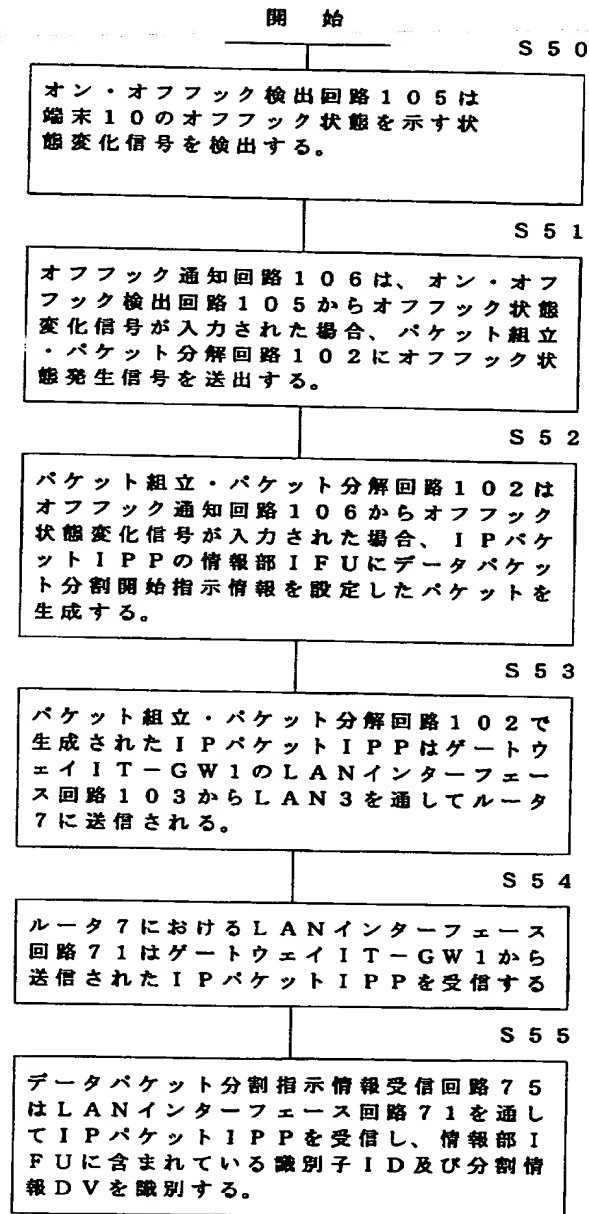 開 始
S50
オン・オフフック検出回路105は
端末10のオフフック状態を示す状
態変化信号を検出する。
S51
オフフック通知回路106は、オン・オフ
フック検出回路105からオフフック状態
変化信号が入力された場合、パケット組立
・パケット分解回路102にオフフック状
態発生信号を送出する。
S52
パケット組立・パケット分解回路102は
オフフック通知回路106からオフフック
状態変化信号が入力された場合、IPパケ
ットIPPの情報部IFUにデータパケッ
ト分割開始指示情報を設定したパケットを
生成する。
S53
パケット組立・パケット分解回路102で
生成されたIPパケットIPPはゲートウ
ェイIT-GW1のLANインターフェー
ス回路103からLAN3を通してルータ
7に送信される。
S54
ルータ7におけるLANインターフェース
回路71はゲートウェイIT-GW1から
送信されたIPパケットIPPを受信する
S55
データパケット分割指示情報受信回路75
はLANインターフェース回路71を通し
てIPパケットIPPを受信し、情報部I
FUに含まれている識別子ID及び分割情
報DVを識別する。